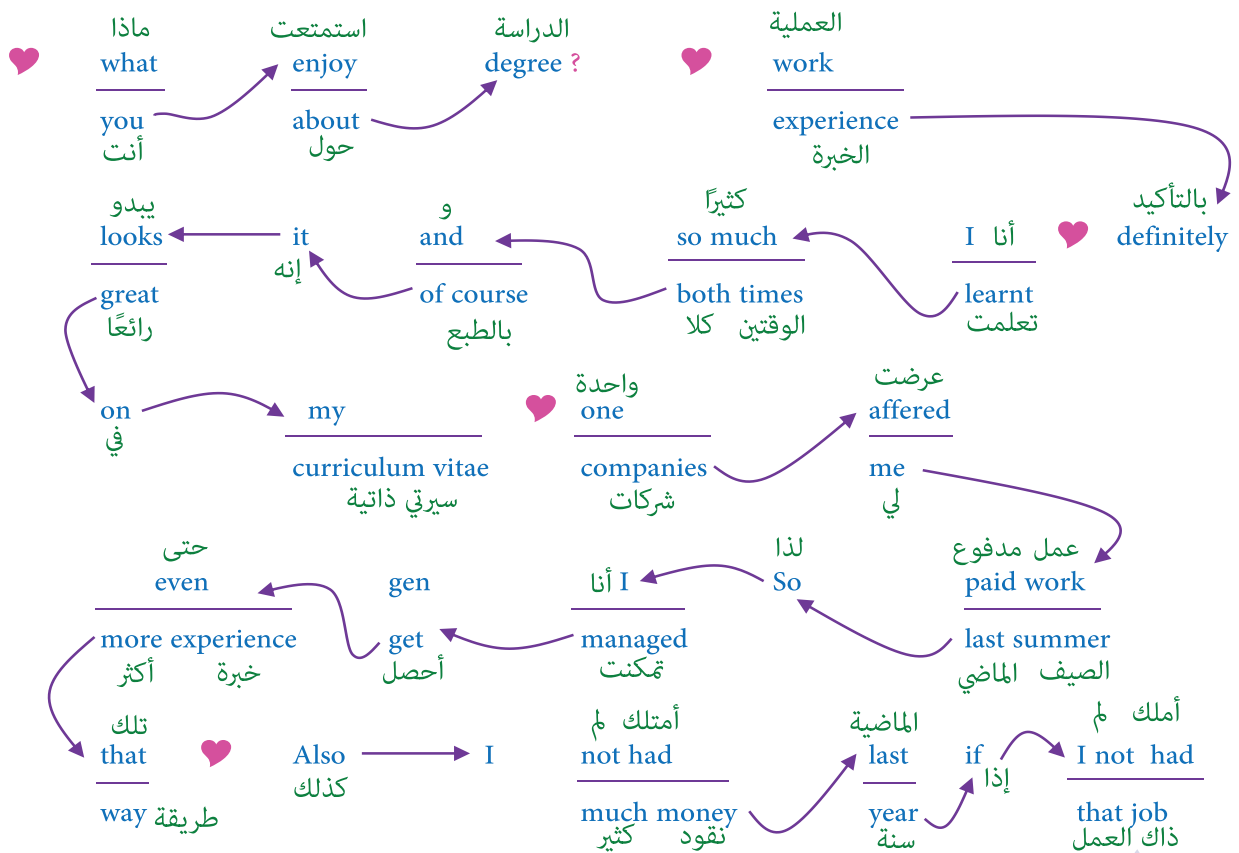 ماذا استمتعت الدراسة العملية
what enjoy degree ? work
you about experience
أنت حول الخبرة
يبدو و كثيرًا بالتأكيد
looks it and so much I أنا definitely
إنه
great of course both times learnt
رائعًا بالطبع كلا الوقتين تعلمت
واحدة عرضت
on my one affered
في
curriculum vitae companies me
سيرتي ذاتية شركات لي
حتى لذا عمل مدفوع
even gen أنا I So paid work
more experience get managed last summer
أكثر خبرة أحصل تمكنت الصيف الماضي
تلك لم أمتلك الماضية لم أملك
that Also I not had last if I not had
كذلك إذا
way طريقة much money year that job
كثير نقود سنة ذاك العمل